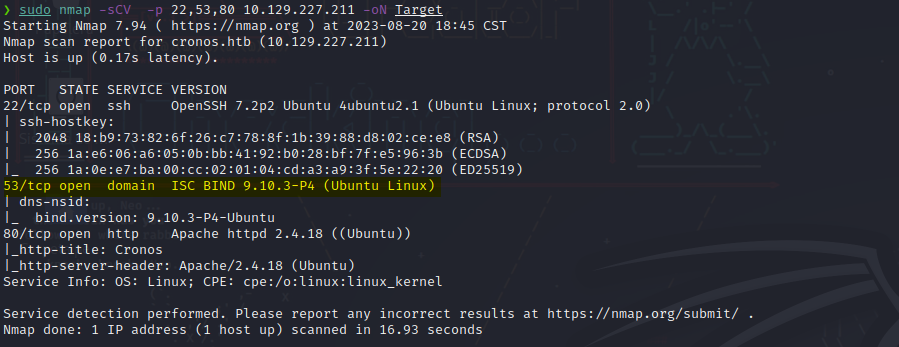 ❯ sudo nmap -sCV -p 22,53,80 10.129.227.211 -oN Target
Starting Nmap 7.94 ( https://nmap.org ) at 2023-08-20 18:45 CST
Nmap scan report for cronos.htb (10.129.227.211)
Host is up (0.17s latency).
PORT   STATE SERVICE VERSION
22/tcp open  ssh     OpenSSH 7.2p2 Ubuntu 4ubuntu2.1 (Ubuntu Linux; protocol 2.0)
| ssh-hostkey:
|   2048 18:b9:73:82:6f:26:c7:78:8f:1b:39:88:d8:02:ce:e8 (RSA)
|   256 1a:e6:06:a6:05:0b:bb:41:92:b0:28:bf:7f:e5:96:3b (ECDSA)
|_  256 1a:0e:e7:ba:00:cc:02:01:04:cd:a3:a9:3f:5e:22:20 (ED25519)
53/tcp open  domain  ISC BIND 9.10.3-P4 (Ubuntu Linux)
| dns-nsid:
|_  bind.version: 9.10.3-P4-Ubuntu
80/tcp open  http    Apache httpd 2.4.18 ((Ubuntu))
|_http-title: Cronos
|_http-server-header: Apache/2.4.18 (Ubuntu)
Service Info: OS: Linux; CPE: cpe:/o:linux:linux_kernel
Service detection performed. Please report any incorrect results at https://nmap.org/submit/ .
Nmap done: 1 IP address (1 host up) scanned in 16.93 seconds